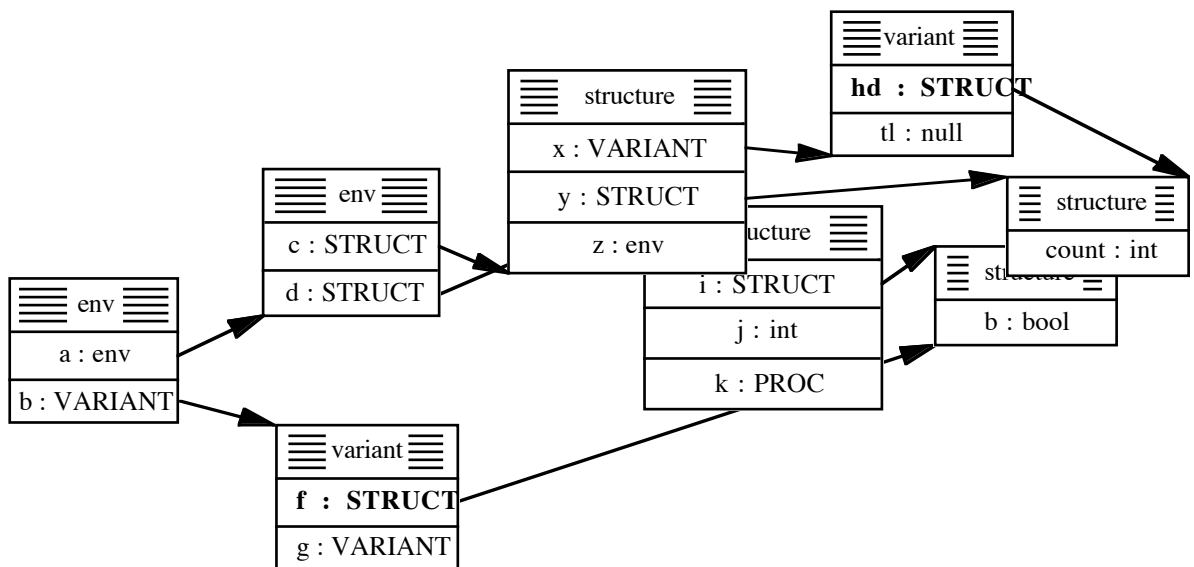 variant
hd : STRUCT
tl : null
structure
x : VARIANT
y : STRUCT
z : env
env
c : STRUCT
d : STRUCT
structure
count : int
i : STRUCT
j : int
k : PROC
b : bool
env
a : env
b : VARIANT
variant
f : STRUCT
g : VARIANT